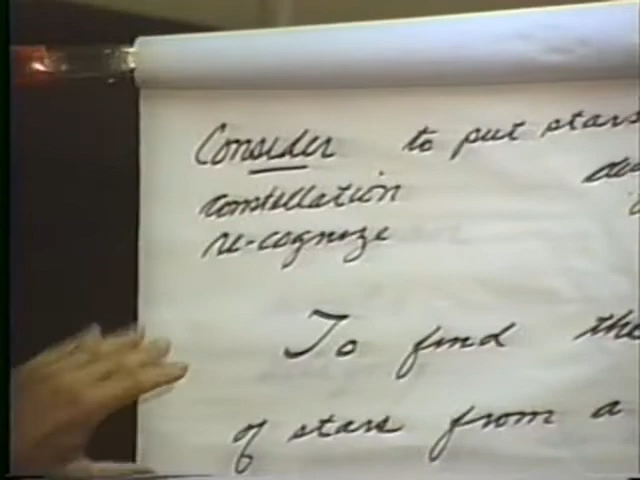 Consider to put stars
constellation
re-cognize
To find the
of stars from a